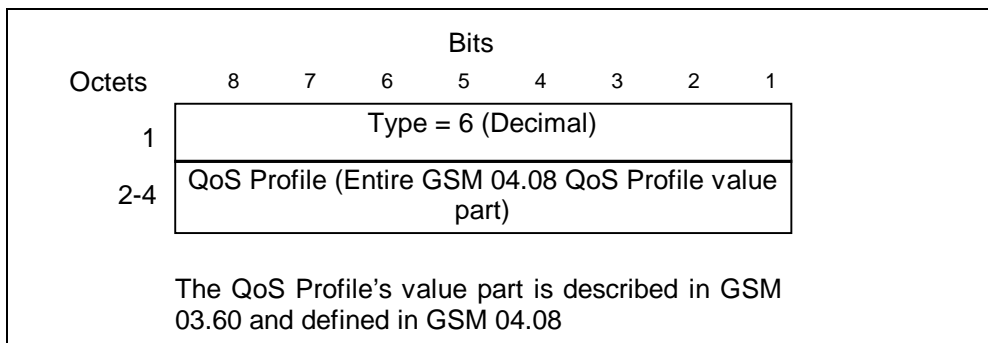 Bits
Octets 8 7 6 5 4 3 2 1
1 Type = 6 (Decimal)
2-4 QoS Profile (Entire GSM 04.08 QoS Profile value
part)
The QoS Profile’s value part is described in GSM
03.60 and defined in GSM 04.08